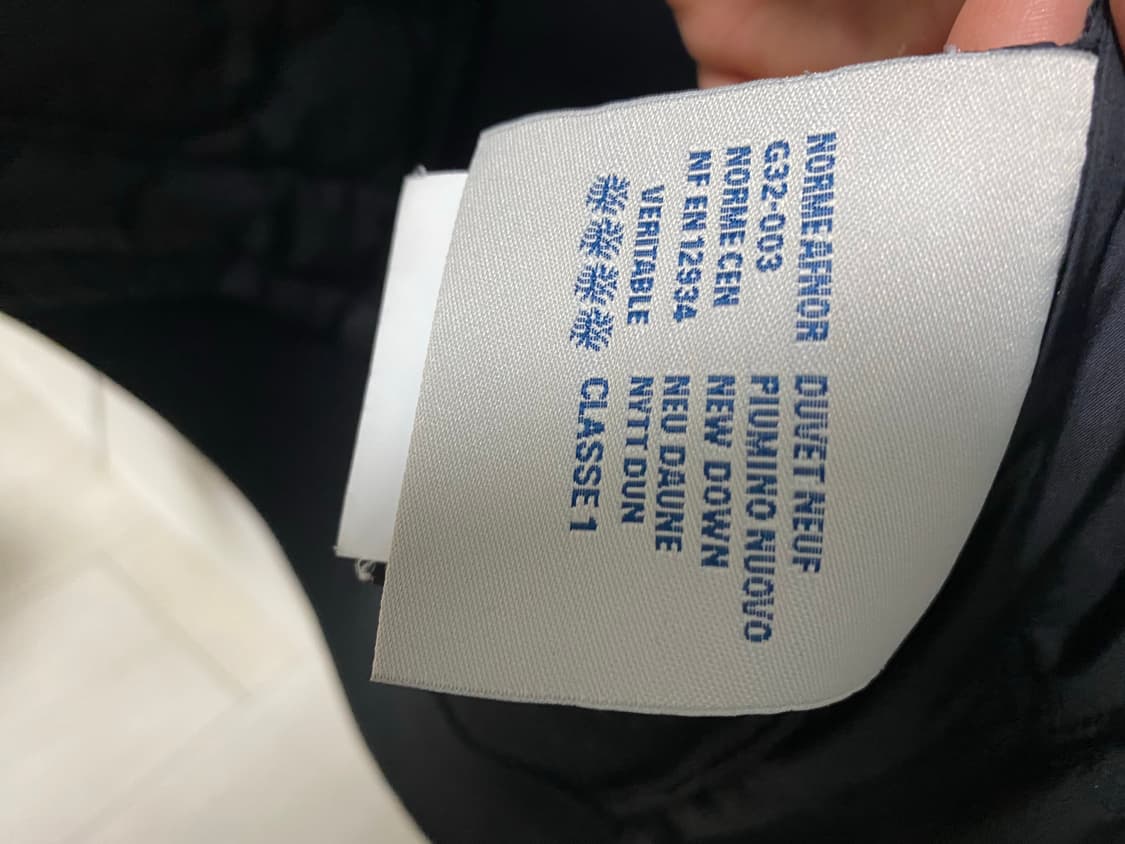 NORME AFNOR
G32-003
NORME CEN
NF EN 12934
VERITABLE
DUVET NEUF
PIUMINO NUOVO
NEW DOWN
NEU DAUNE
NYTT DUN
CLASSE 1